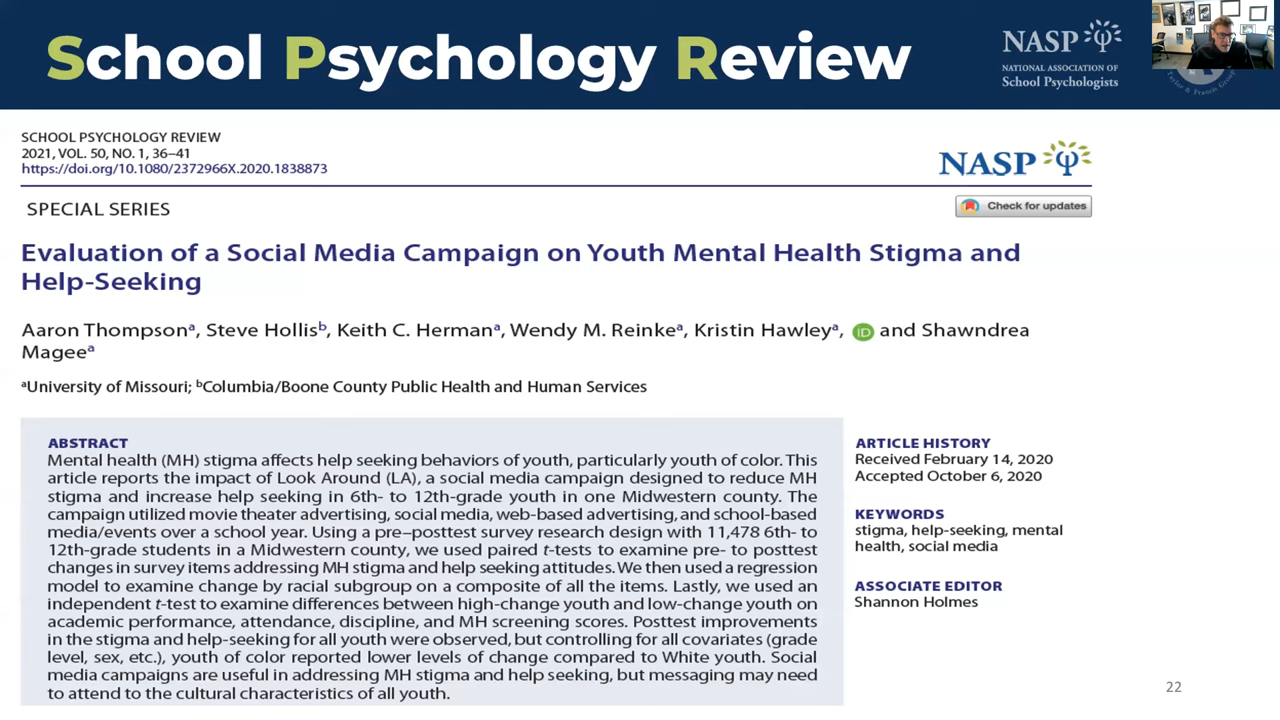 School Psychology Review
NASP
NATIONAL ASSOCIATION OF
School Psychologists
Taylor & Francis Group
SCHOOL PSYCHOLOGY REVIEW
2021, VOL. 50, NO. 1, 36–41
https://doi.org/10.1080/2372966X.2020.1838873
NASP
SPECIAL SERIES
Check for updates
Evaluation of a Social Media Campaign on Youth Mental Health Stigma and
Help-Seeking
Aaron Thompsonᵃ, Steve Hollisᵇ, Keith C. Hermanᵃ, Wendy M. Reinkeᵃ, Kristin Hawleyᵃ, iD and Shawndrea
Mageeᵃ
ᵃUniversity of Missouri; ᵇColumbia/Boone County Public Health and Human Services
ABSTRACT
Mental health (MH) stigma affects help seeking behaviors of youth, particularly youth of color. This
article reports the impact of Look Around (LA), a social media campaign designed to reduce MH
stigma and increase help seeking in 6th- to 12th-grade youth in one Midwestern county. The
campaign utilized movie theater advertising, social media, web-based advertising, and school-based
media/events over a school year. Using a pre–posttest survey research design with 11,478 6th- to
12th-grade students in a Midwestern county, we used paired t-tests to examine pre- to posttest
changes in survey items addressing MH stigma and help seeking attitudes. We then used a regression
model to examine change by racial subgroup on a composite of all the items. Lastly, we used an
independent t-test to examine differences between high-change youth and low-change youth on
academic performance, attendance, discipline, and MH screening scores. Posttest improvements
in the stigma and help-seeking for all youth were observed, but controlling for all covariates (grade
level, sex, etc.), youth of color reported lower levels of change compared to White youth. Social
media campaigns are useful in addressing MH stigma and help seeking, but messaging may need
to attend to the cultural characteristics of all youth.
ARTICLE HISTORY
Received February 14, 2020
Accepted October 6, 2020
KEYWORDS
stigma, help-seeking, mental
health, social media
ASSOCIATE EDITOR
Shannon Holmes
22